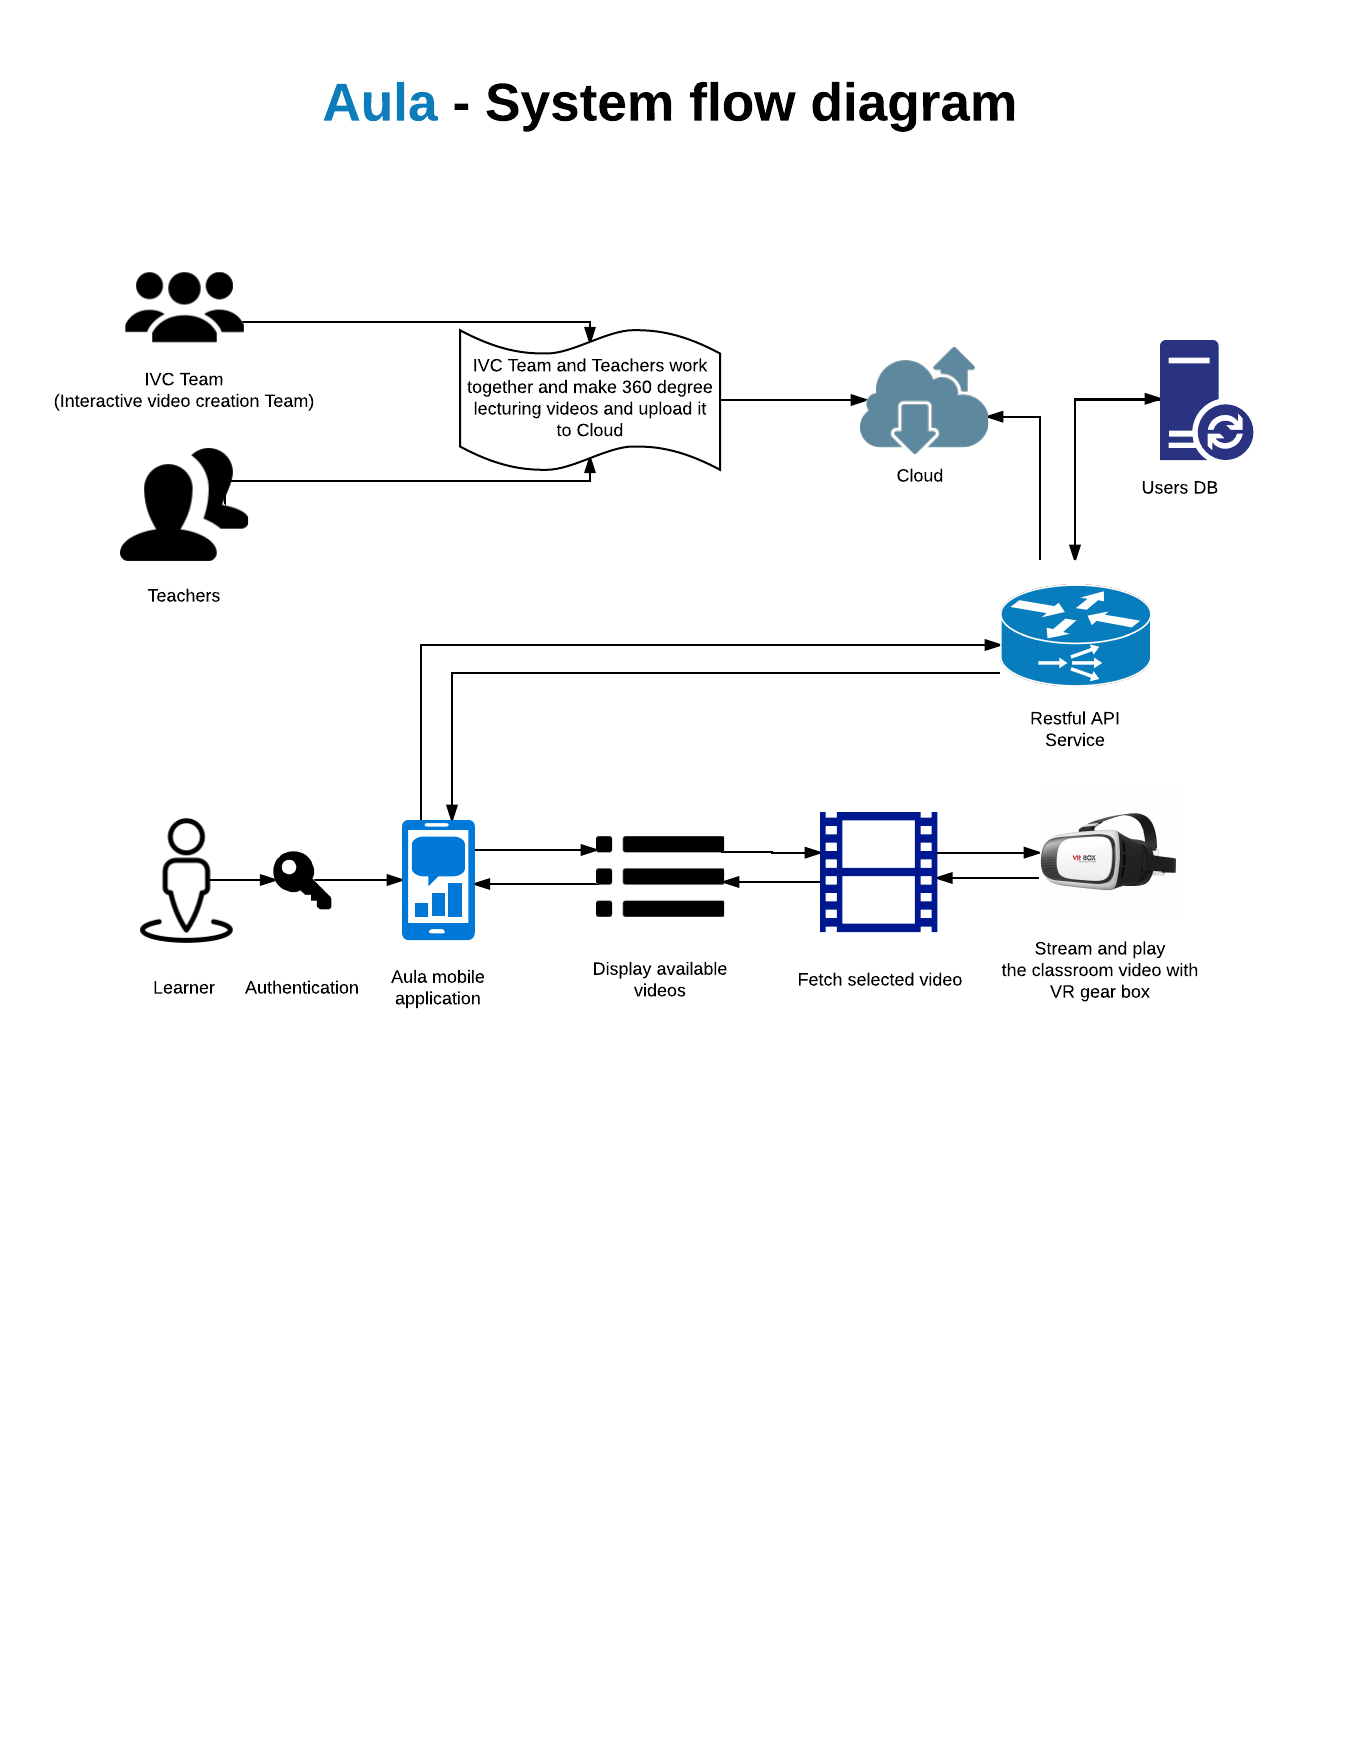 Aula - System flow diagram
IVC Team
(Interactive video creation Team)
IVC Team and Teachers work
together and make 360 degree
lecturing videos and upload it
to Cloud
Cloud
Users DB
Teachers
Restful API
Service
VR BOX
Learner
Authentication
Aula mobile
application
Display available
videos
Fetch selected video
Stream and play
the classroom video with
VR gear box